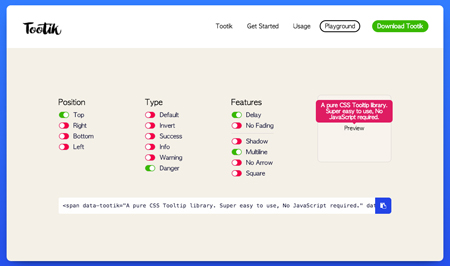 Tootik
Tootik Get Started Usage Playground Download Tootik
Position Type Features
Top Default Delay
Right Invert No Fading
Bottom Success Shadow
Left Info Multiline
Warning No Arrow
Danger Square
A pure CSS Tooltip library.
Super easy to use, No
JavaScript required.
Preview
<span data-tootik="A pure CSS Tooltip library. Super easy to use, No JavaScript required." dat